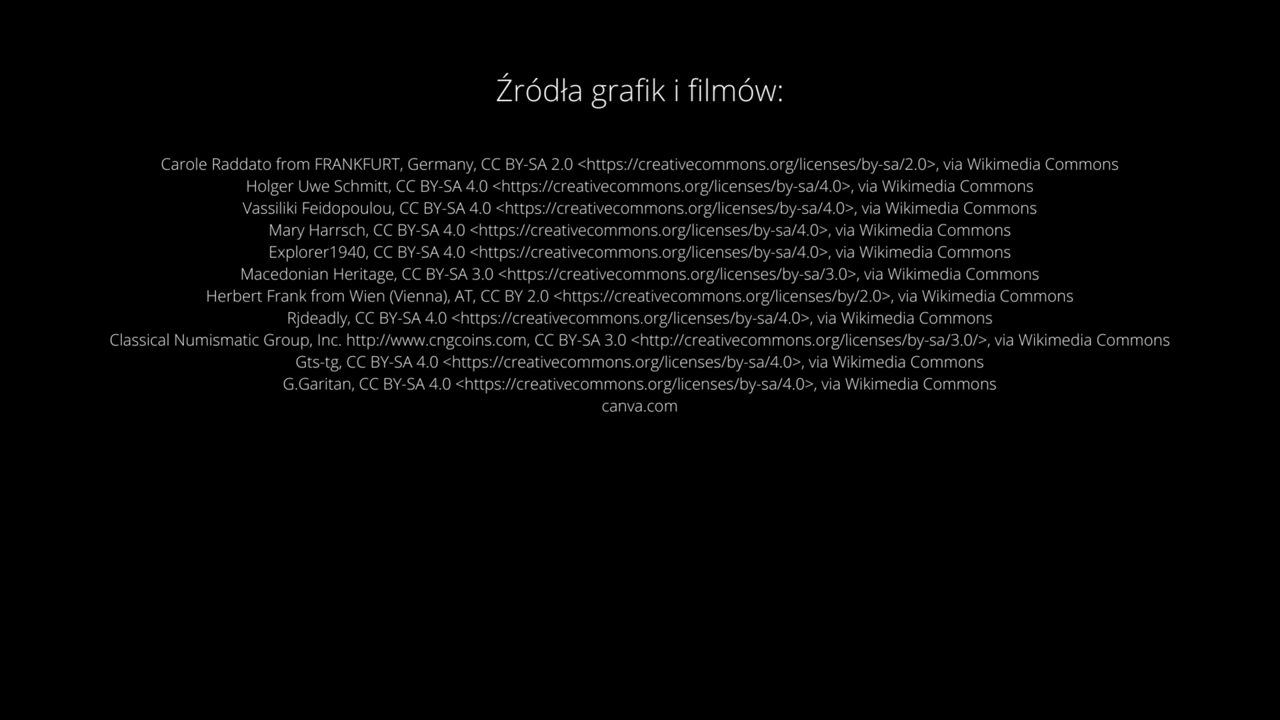 Źródła grafik i filmów:
Carole Raddato from FRANKFURT, Germany, CC BY-SA 2.0 <https://creativecommons.org/licenses/by-sa/2.0>, via Wikimedia Commons
Holger Uwe Schmitt, CC BY-SA 4.0 <https://creativecommons.org/licenses/by-sa/4.0>, via Wikimedia Commons
Vassiliki Feidopoulou, CC BY-SA 4.0 <https://creativecommons.org/licenses/by-sa/4.0>, via Wikimedia Commons
Mary Harrsch, CC BY-SA 4.0 <https://creativecommons.org/licenses/by-sa/4.0>, via Wikimedia Commons
Explorer1940, CC BY-SA 4.0 <https://creativecommons.org/licenses/by-sa/4.0>, via Wikimedia Commons
Macedonian Heritage, CC BY-SA 3.0 <https://creativecommons.org/licenses/by-sa/3.0>, via Wikimedia Commons
Herbert Frank from Wien (Vienna), AT, CC BY 2.0 <https://creativecommons.org/licenses/by/2.0>, via Wikimedia Commons
Rjdeadly, CC BY-SA 4.0 <https://creativecommons.org/licenses/by-sa/4.0>, via Wikimedia Commons
Classical Numismatic Group, Inc. http://www.cngcoins.com, CC BY-SA 3.0 <http://creativecommons.org/licenses/by-sa/3.0/>, via Wikimedia Commons
Gts-tg, CC BY-SA 4.0 <https://creativecommons.org/licenses/by-sa/4.0>, via Wikimedia Commons
G.Garitan, CC BY-SA 4.0 <https://creativecommons.org/licenses/by-sa/4.0>, via Wikimedia Commons
canva.com